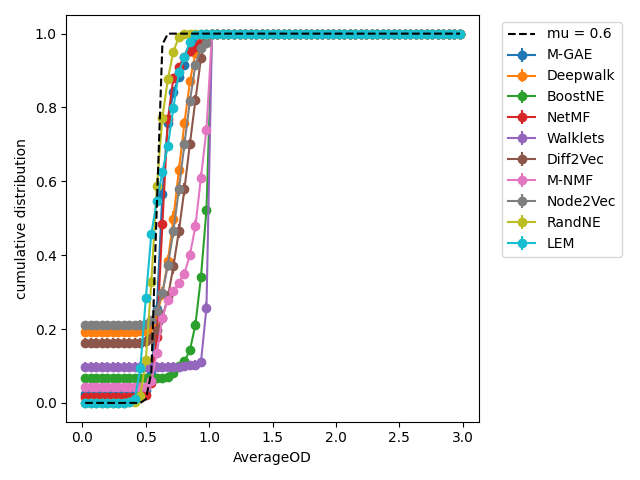 1.0
0.8
0.6
0.4
0.2
0.0
cumulative distribution
0.0 0.5 1.0 1.5 2.0 2.5 3.0
AverageOD
mu = 0.6
M-GAE
Deepwalk
BoostNE
NetMF
Walklets
Diff2Vec
M-NMF
Node2Vec
RandNE
LEM